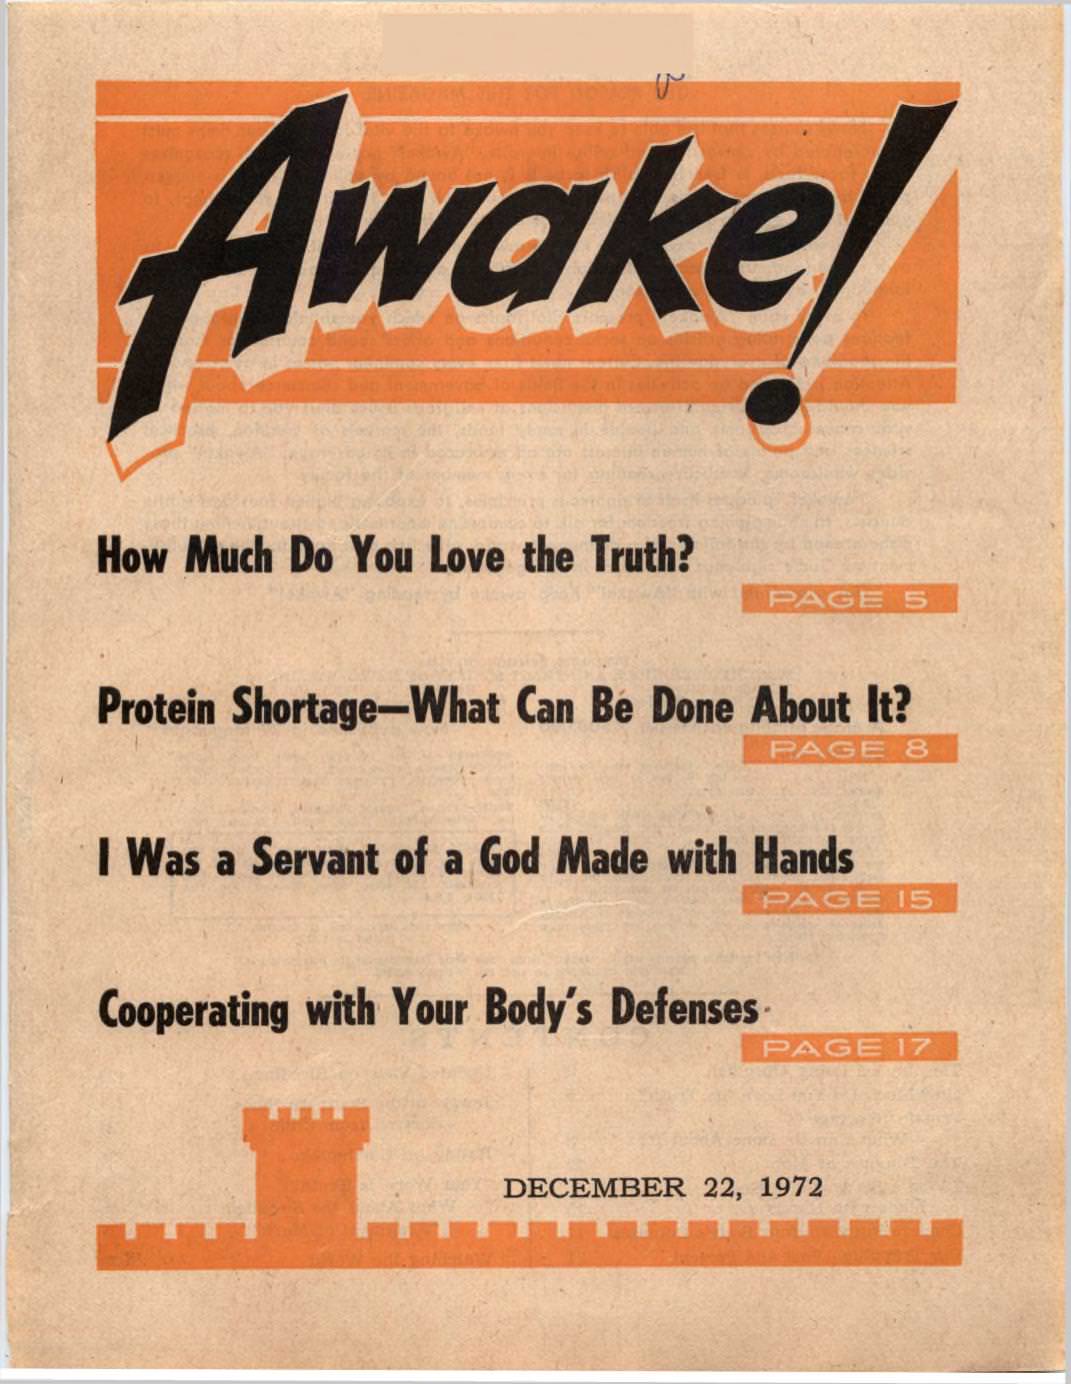 Awake!
How Much Do You Love the Truth?
PAGE 5
Protein Shortage—What Can Be Done About It?
PAGE 8
I Was a Servant of a God Made with Hands
PAGE 15
Cooperating with Your Body's Defenses
PAGE 17
DECEMBER 22, 1972